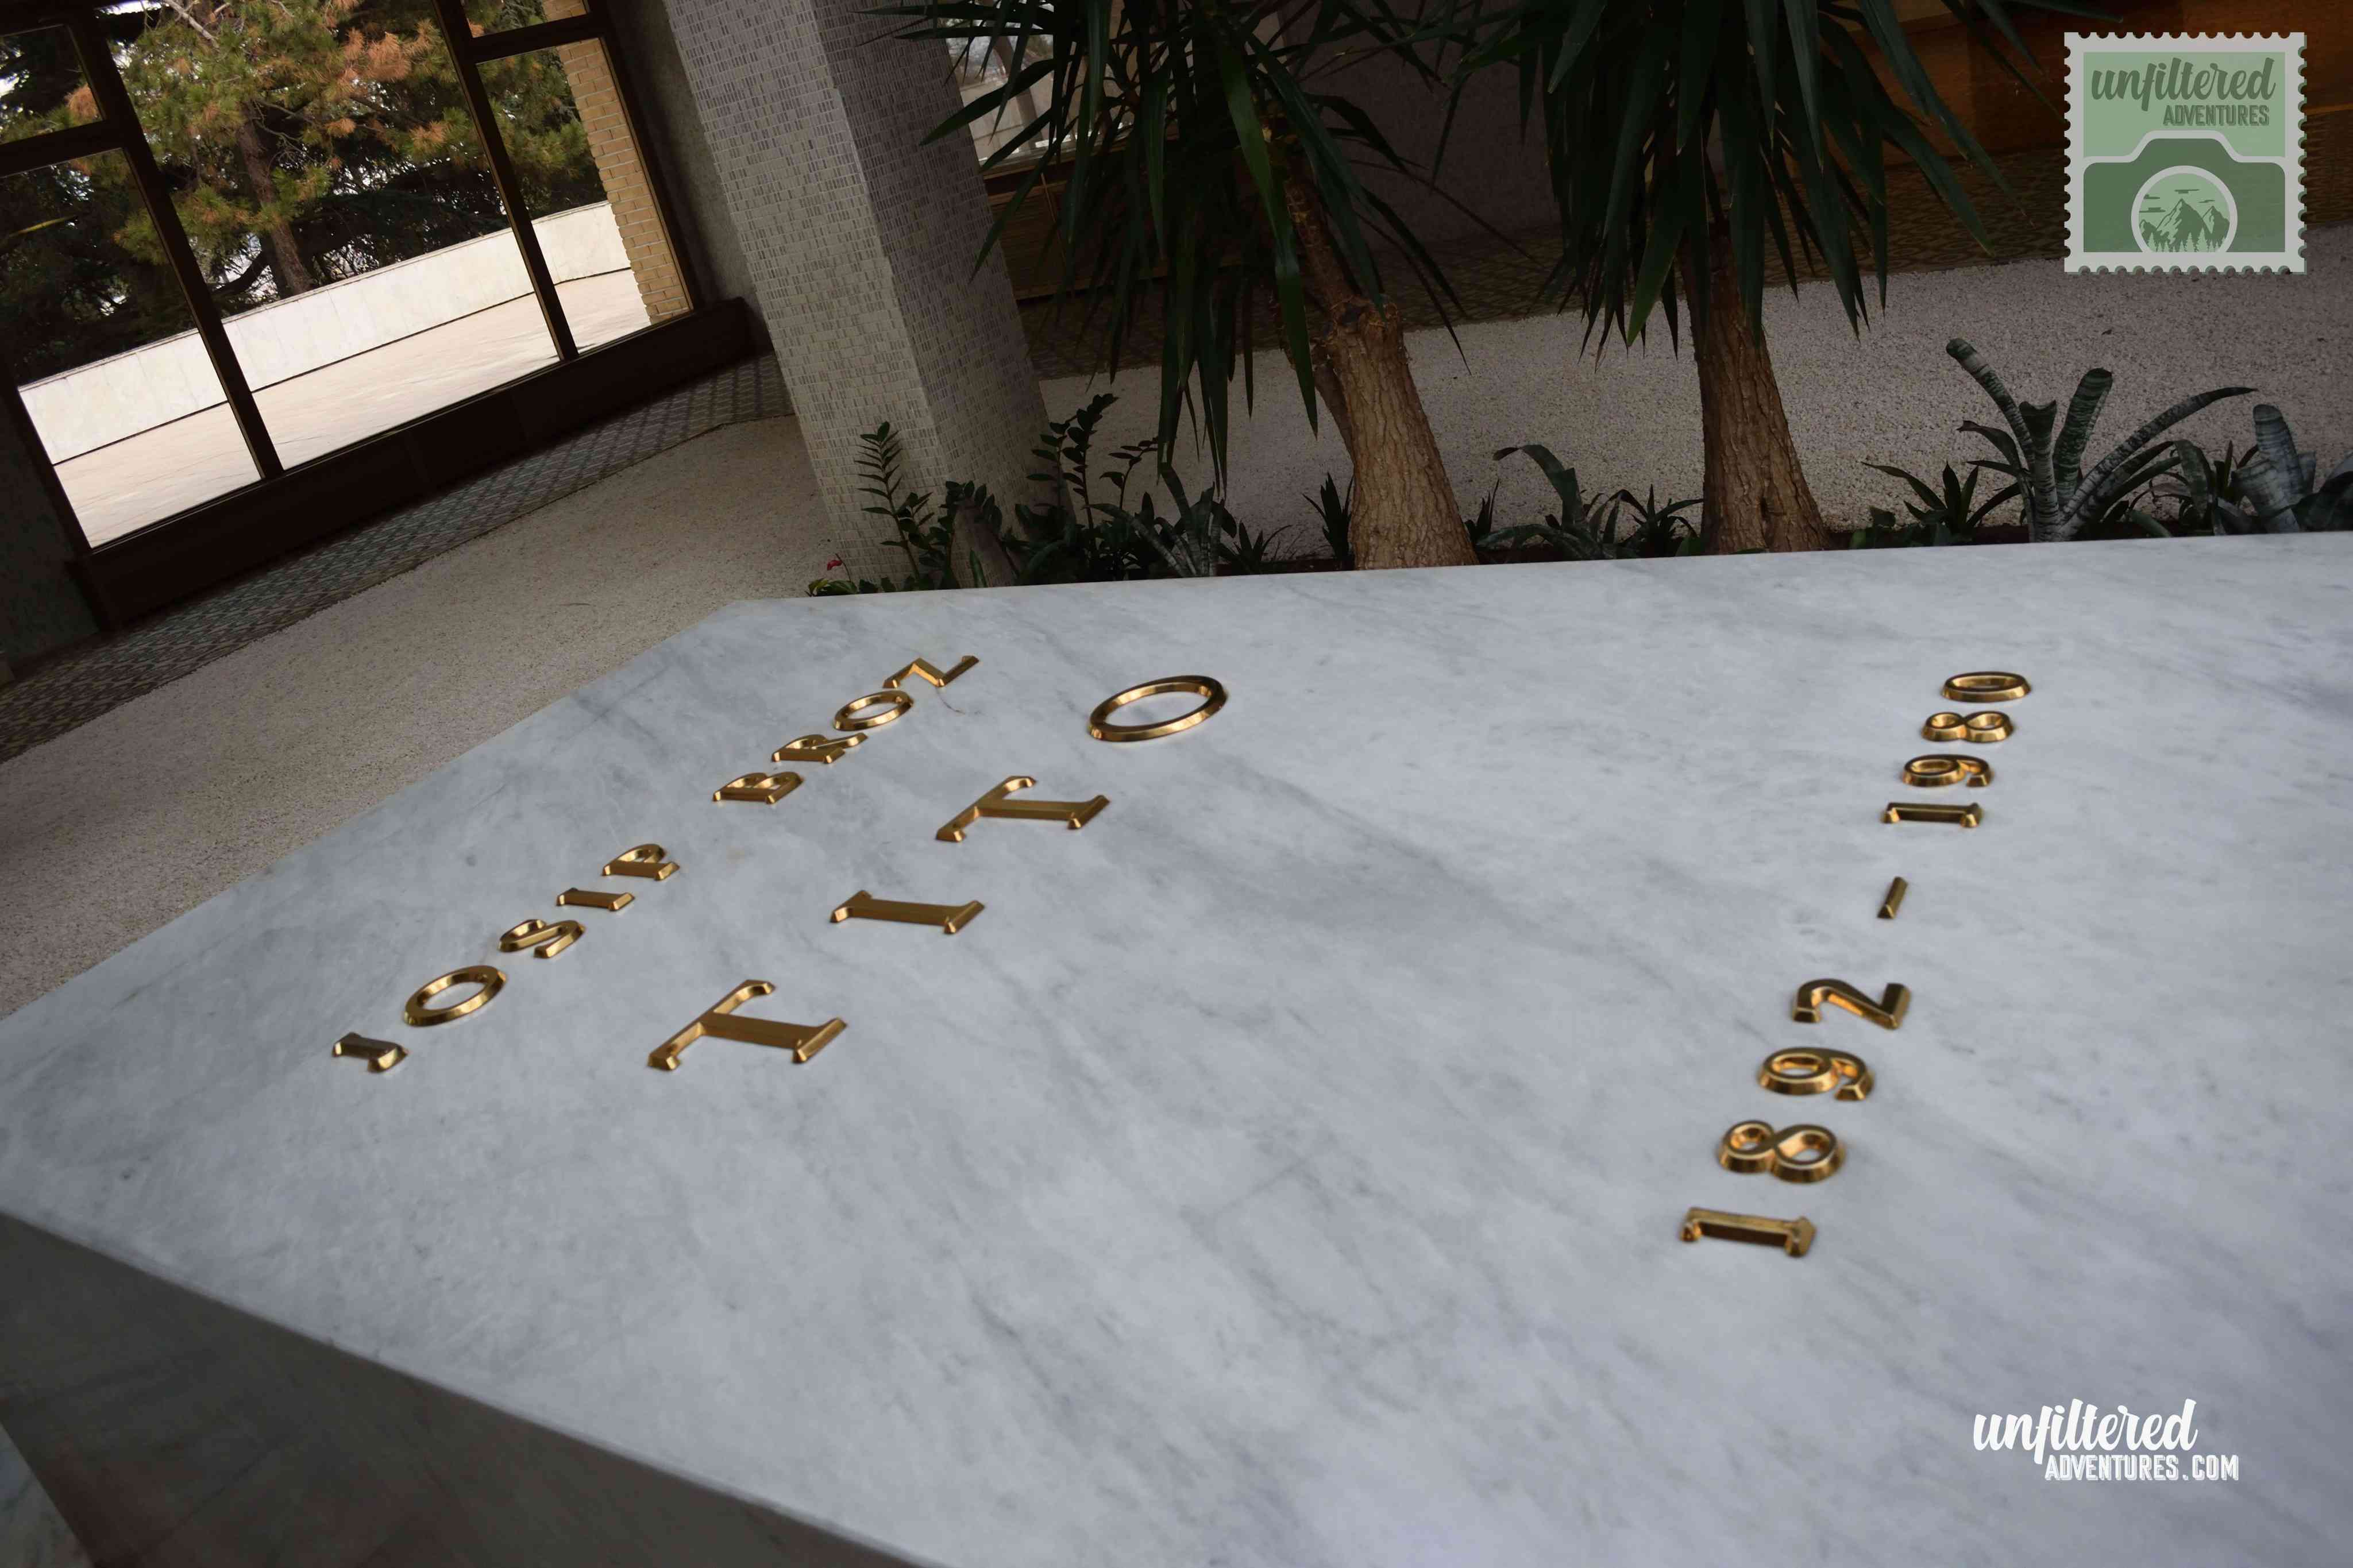 JOSIP BROZ
TITO
1892-1980
unfiltered
ADVENTURES
unfiltered
ADVENTURES.COM